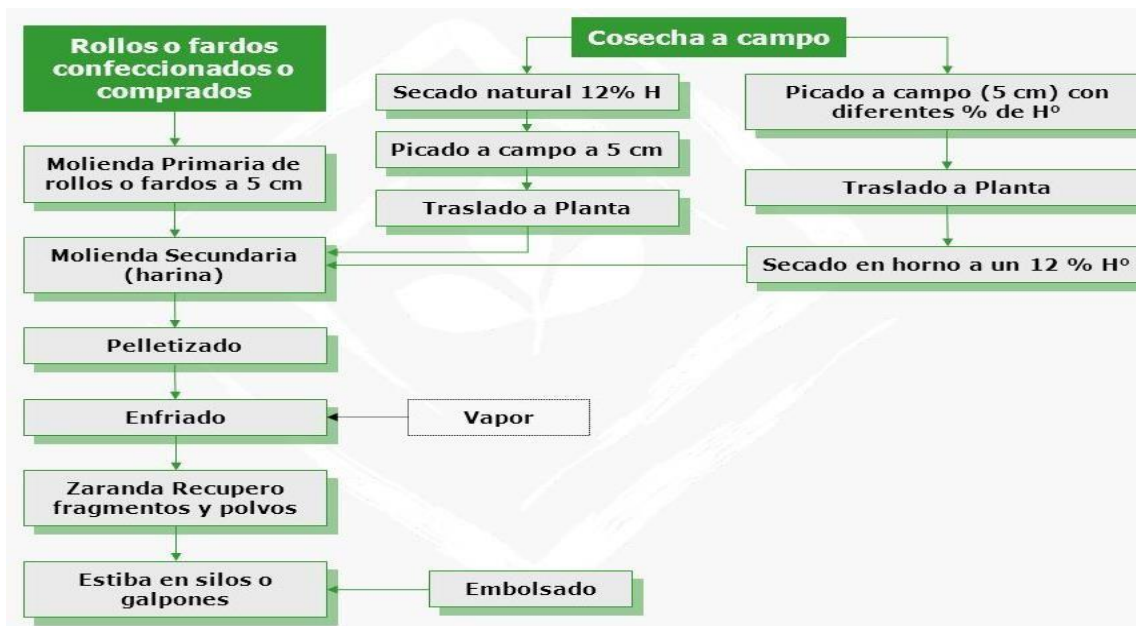 Rollos o fardos
confeccionados o
comprados
Cosecha a campo
Secado natural 12% H
Picado a campo (5 cm) con
diferentes % de Hº
Molienda Primaria de
rollos o fardos a 5 cm
Picado a campo a 5 cm
Traslado a Planta
Traslado a Planta
Molienda Secundaria
(harina)
Secado en horno a un 12 % Hº
Pelletizado
Enfriado
Vapor
Zaranda Recupero
fragmentos y polvos
Estiba en silos o
galpones
Embolsado